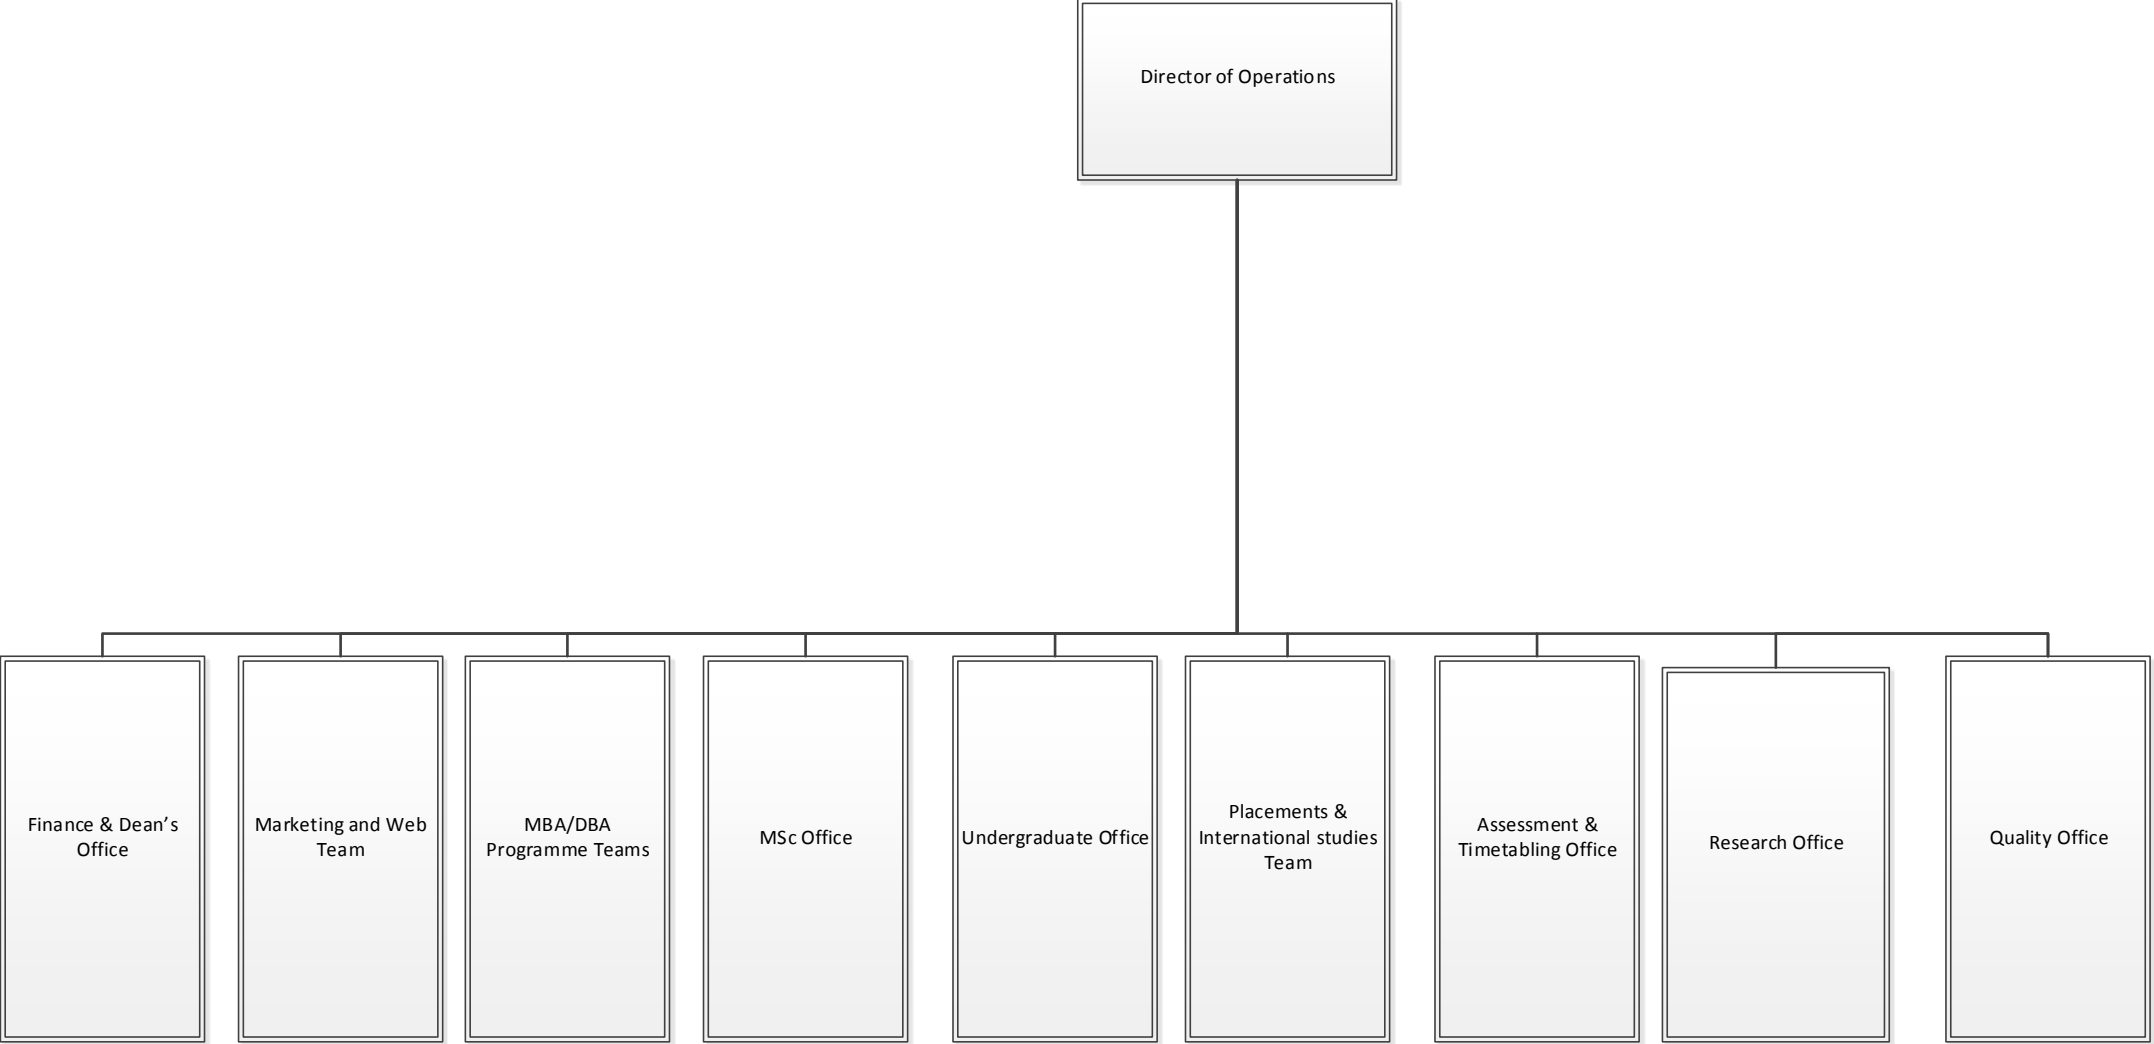 Director of Operations
Finance & Dean’s
Office
Marketing and Web
Team
MBA/DBA
Programme Teams
MSc Office
Undergraduate Office
Placements &
International studies
Team
Assessment &
Timetabling Office
Research Office
Quality Office